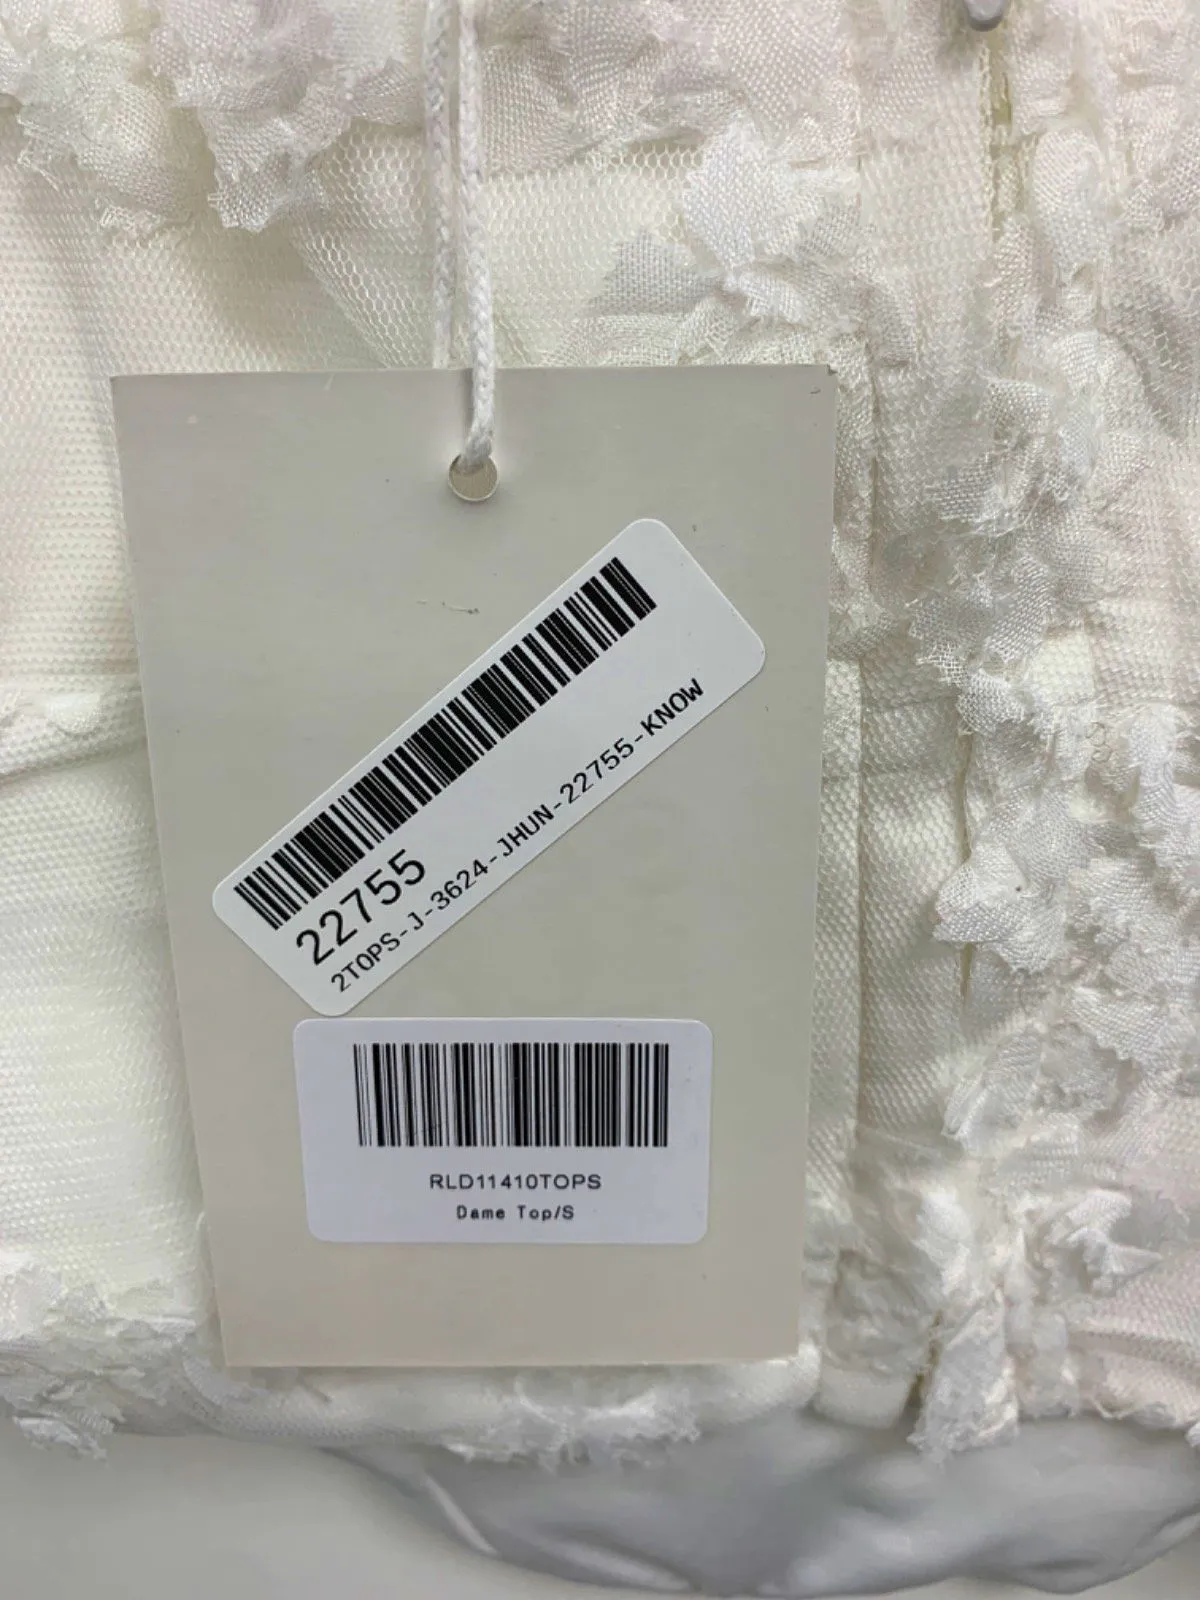 22755
2TOPS-J-3624-JHUN-22755-KNOW
RLD11410TOPS
Dame Top/S